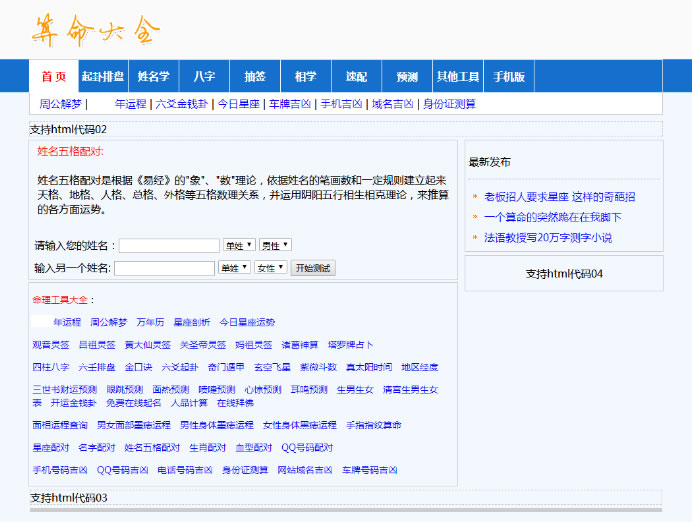 算命大全
首 页 起卦排盘 姓名学 八字 抽签 相学 速配 预测 其他工具 手机版
周公解梦 | 年运程 | 六爻金钱卦 | 今日星座 | 车牌吉凶 | 手机吉凶 | 域名吉凶 | 身份证测算
支持html代码02
姓名五格配对:
姓名五格配对是根据《易经》的"象"、"数"理论，依据姓名的笔画数和一定规则建立起来
天格、地格、人格、总格、外格等五格数理关系，并运用阴阳五行相生相克理论，来推算
的各方面运势。
请输入您的姓名： 单姓 男性
输入另一个姓名: 单姓 女性 开始测试
命理工具大全：
年运程 周公解梦 万年历 星座剖析 今日星座运势
观音灵签 吕祖灵签 黄大仙灵签 关圣帝灵签 妈祖灵签 诸葛神算 塔罗牌占卜
四柱八字 六壬排盘 金口诀 六爻起卦 奇门遁甲 玄空飞星 紫微斗数 真太阳时间 地区经度
三世书财运预测 眼跳预测 面热预测 喷嚏预测 心惊预测 耳鸣预测 生男生女 清宫生男生女
表 开运金钱卦 免费在线起名 人品计算 在线拜佛
面相运程查询 男女面部墨痣运程 男性身体黑痣运程 女性身体黑痣运程 手指指纹算命
星座配对 名字配对 姓名五格配对 生肖配对 血型配对 QQ号码配对
手机号码吉凶 QQ号码吉凶 电话号码吉凶 身份证测算 网站域名吉凶 车牌号码吉凶
支持html代码03
最新发布
老板招人要求星座 这样的奇葩招
一个算命的突然跪在在我脚下
法语教授写20万字测字小说
支持html代码04